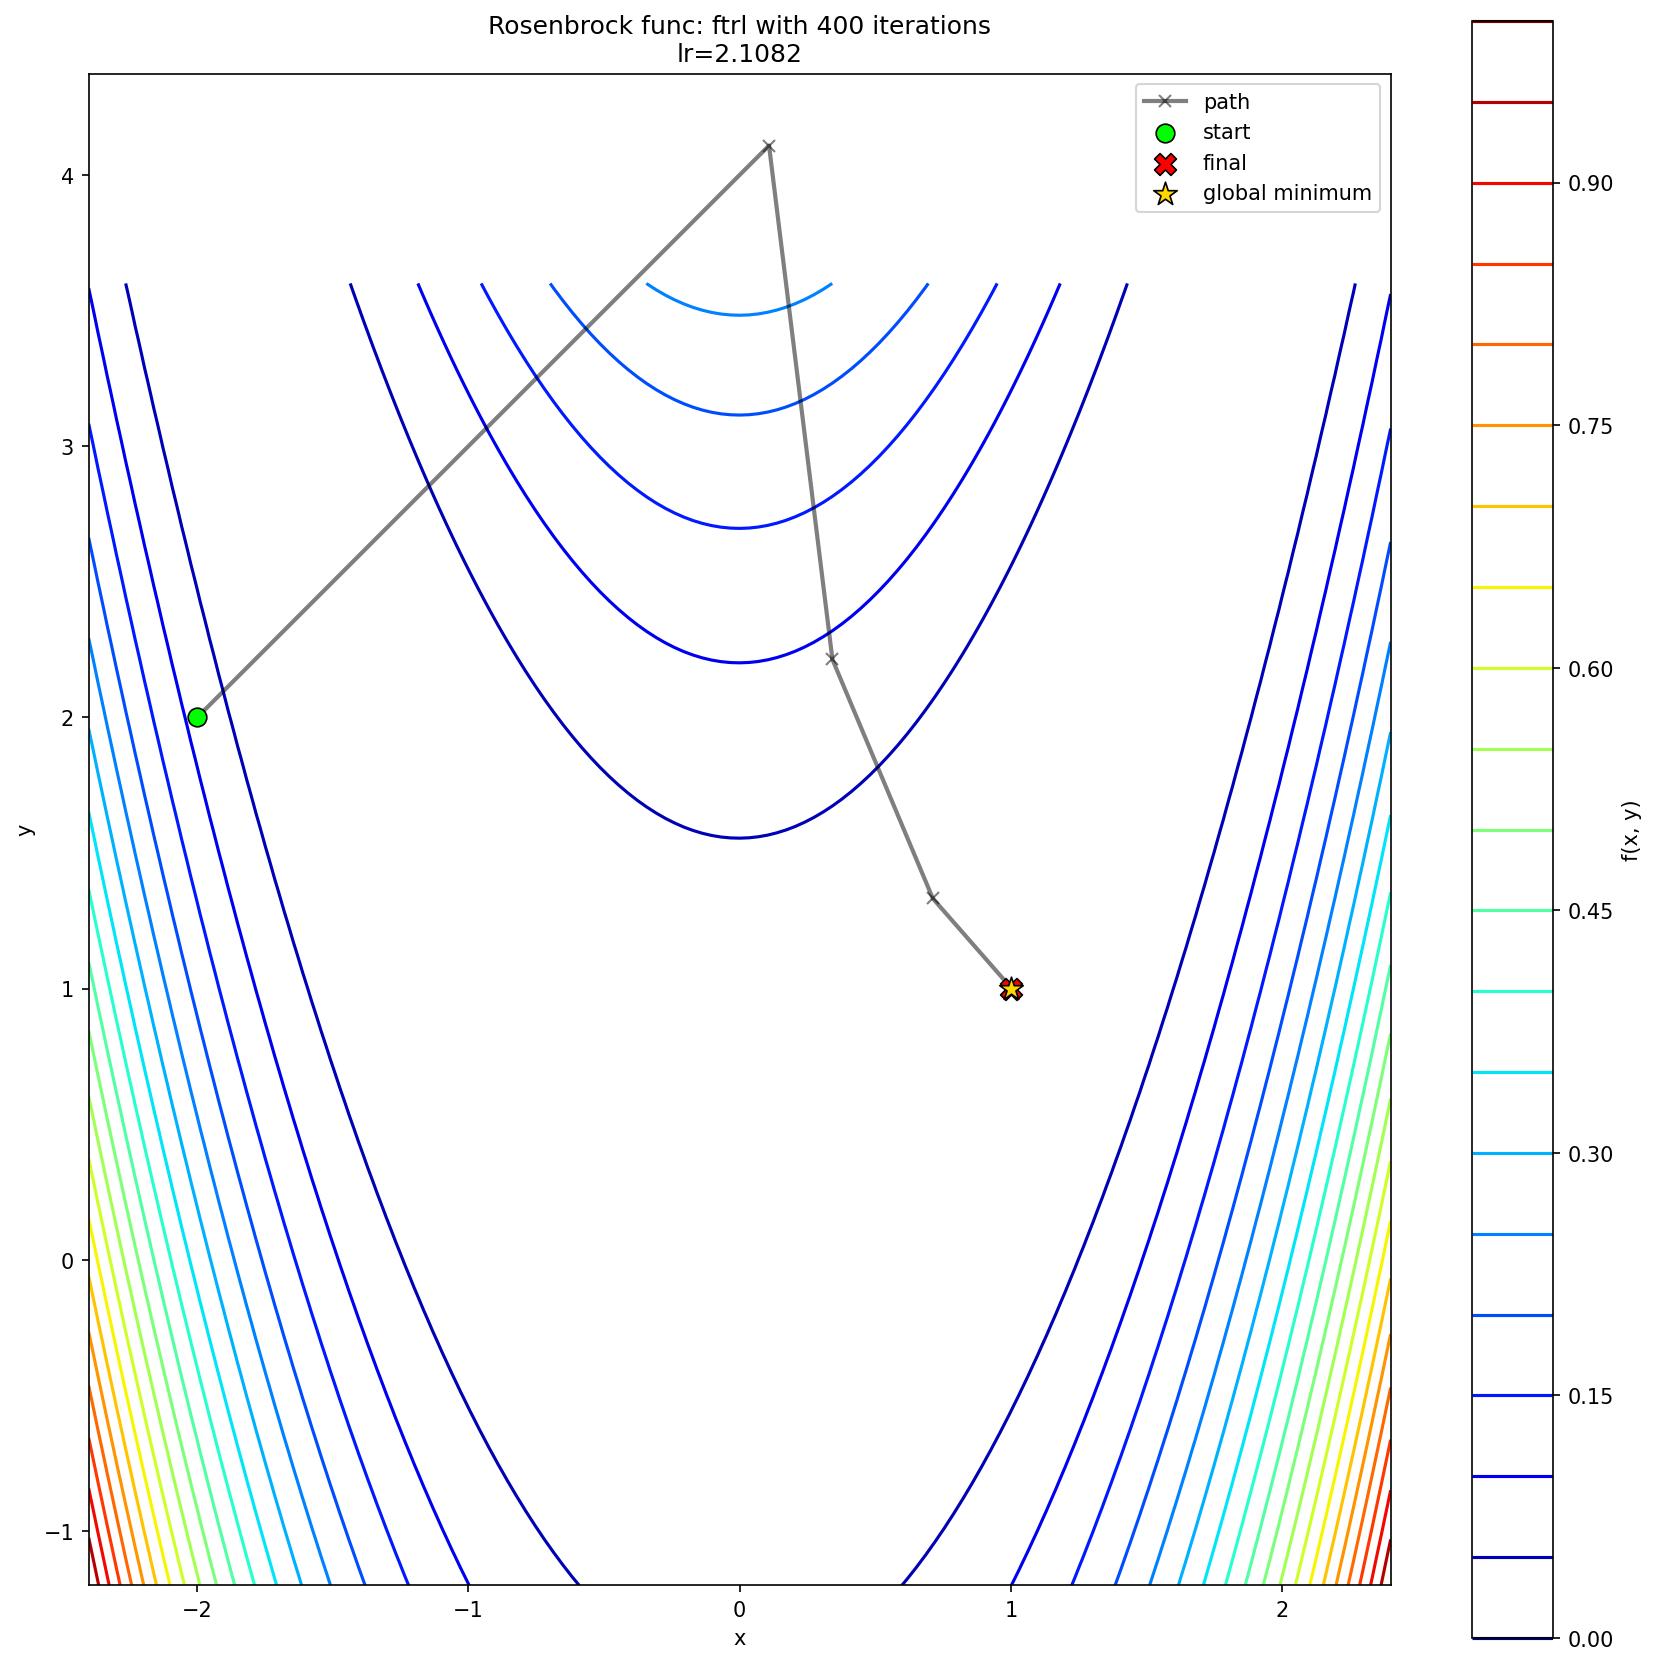 Rosenbrock func: ftrl with 400 iterations
lr=2.1082
path
start
final
global minimum
4
3
2
1
0
−1
y
−2
−1
0
1
2
x
0.90
0.75
0.60
0.45
0.30
0.15
0.00
f(x, y)